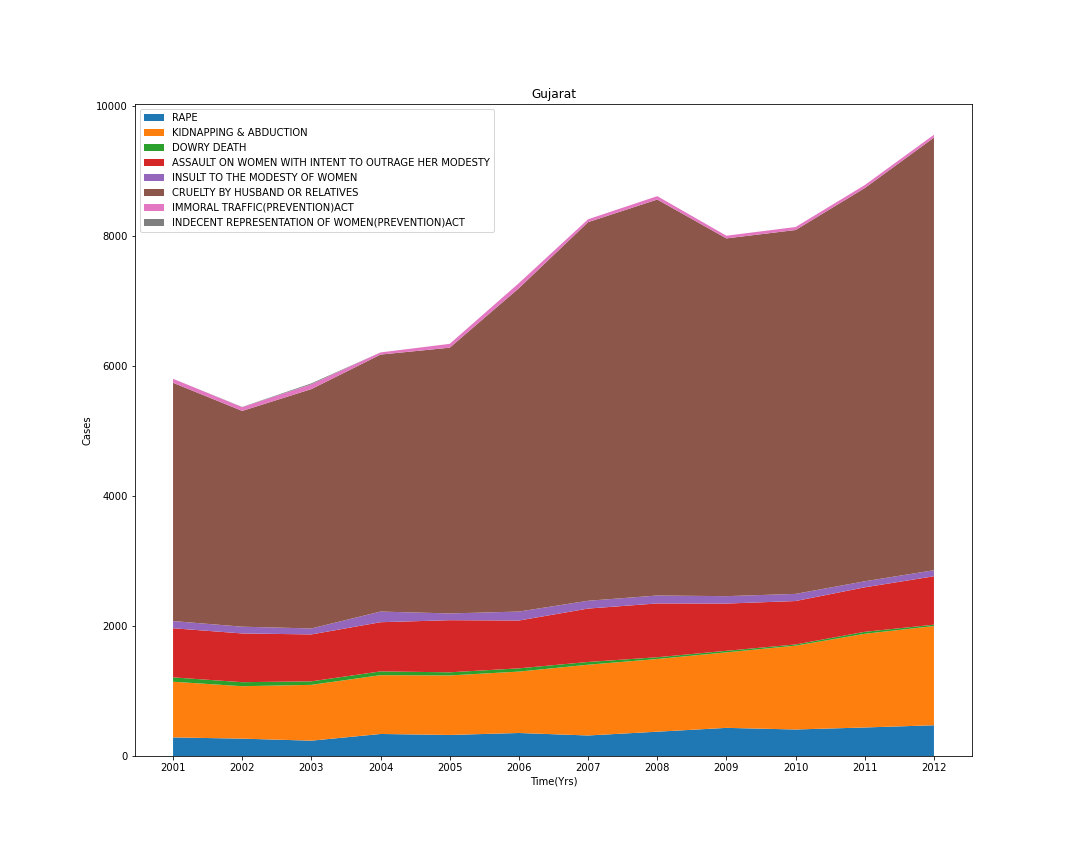 Gujarat
10000
8000
6000
4000
2000
0
Cases
RAPE
KIDNAPPING & ABDUCTION
DOWRY DEATH
ASSAULT ON WOMEN WITH INTENT TO OUTRAGE HER MODESTY
INSULT TO THE MODESTY OF WOMEN
CRUELTY BY HUSBAND OR RELATIVES
IMMORAL TRAFFIC(PREVENTION)ACT
INDECENT REPRESENTATION OF WOMEN(PREVENTION)ACT
2001 2002 2003 2004 2005 2006 2007 2008 2009 2010 2011 2012
Time(Yrs)